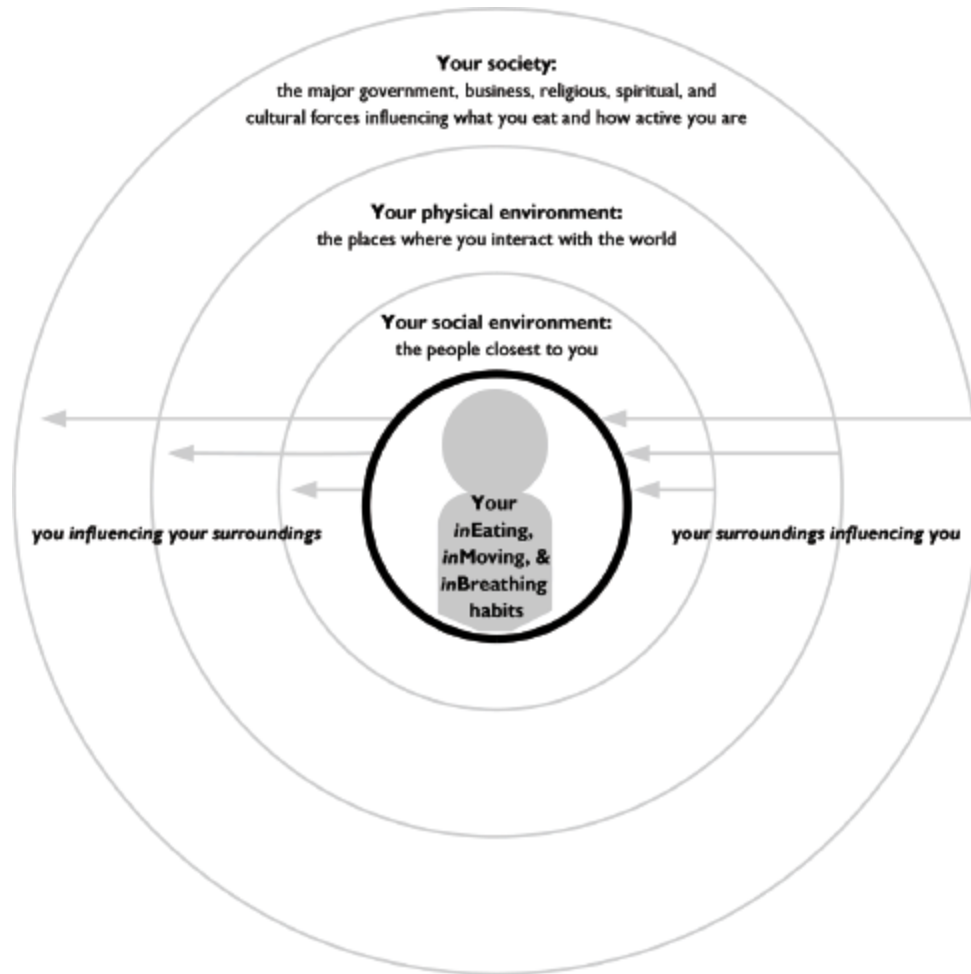 Your society:
the major government, business, religious, spiritual, and
cultural forces influencing what you eat and how active you are
Your physical environment:
the places where you interact with the world
Your social environment:
the people closest to you
you influencing your surroundings
Your
inEating,
inMoving, &
inBreathing
habits
your surroundings influencing you